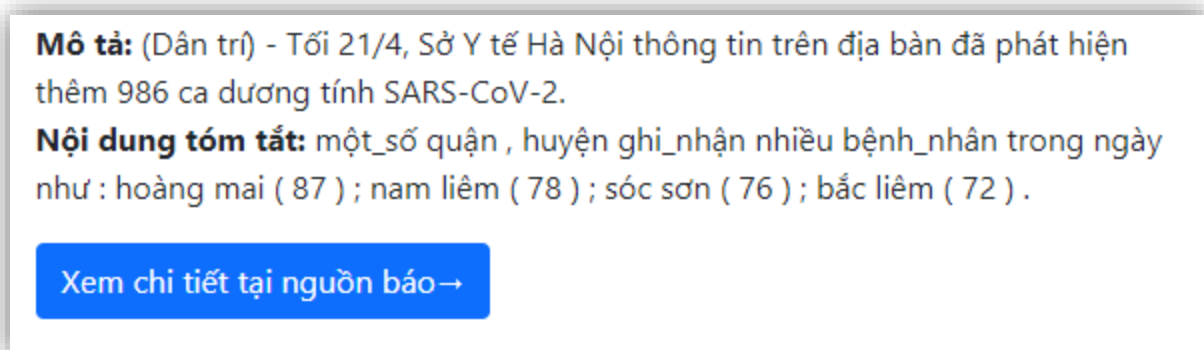 Mô tả: (Dân trí) - Tối 21/4, Sở Y tế Hà Nội thông tin trên địa bàn đã phát hiện
thêm 986 ca dương tính SARS-CoV-2.
Nội dung tóm tắt: một_số quận , huyện ghi_nhận nhiều bệnh_nhân trong ngày
như : hoàng mai ( 87 ) ; nam liêm ( 78 ) ; sóc sơn ( 76 ) ; bắc liêm ( 72 ) .
Xem chi tiết tại nguồn báo→